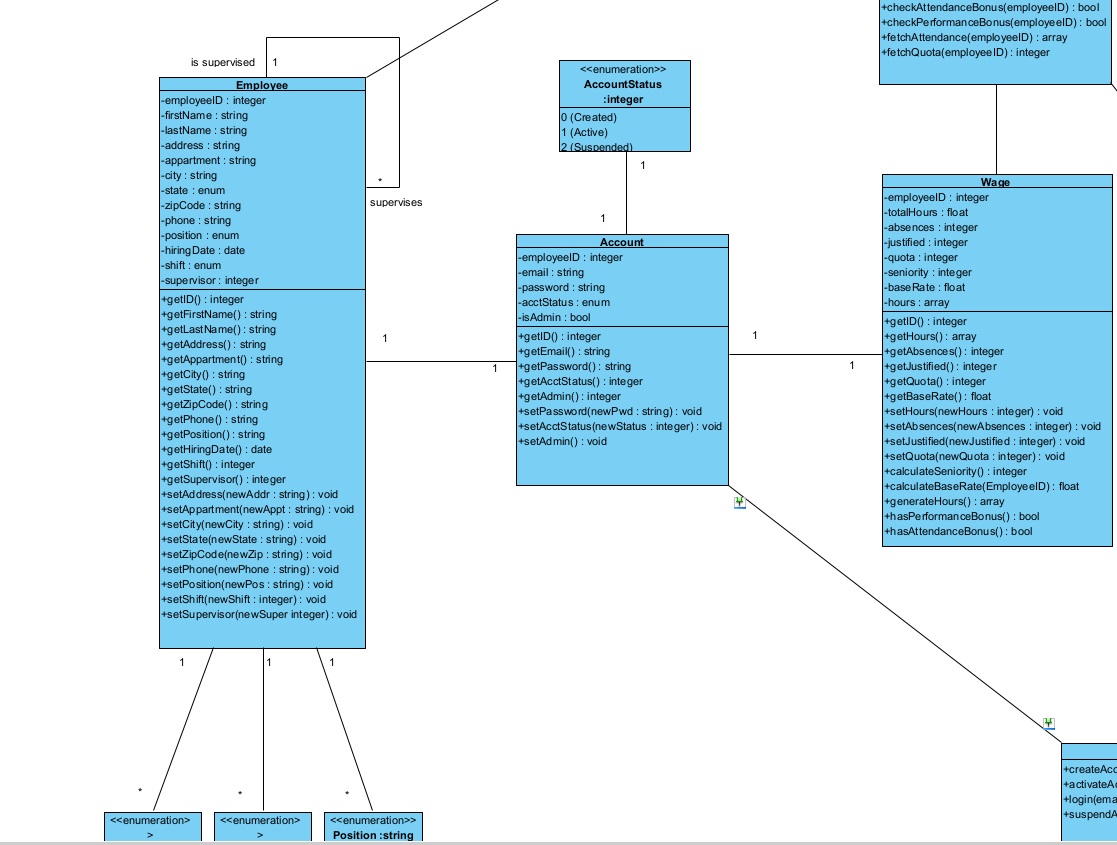 +checkAttendanceBonus(employeeID) : bool
+checkPerformanceBonus(employeeID) : bool
+fetchAttendance(employeeID) : array
+fetchQuota(employeeID) : integer
is supervised
1
Employee
-employeeID : integer
-firstName : string
-lastName : string
-address : string
-appartment : string
-city : string
-state : enum
-zipCode : string
-phone : string
-position : enum
-hiringDate : date
-shift : enum
-supervisor : integer
+getID() : integer
+getFirstName() : string
+getLastName() : string
+getAddress() : string
+getAppartment() : string
+getCity() : string
+getState() : string
+getZipCode() : string
+getPhone() : string
+getPosition() : string
+getHiringDate() : date
+getShift() : integer
+getSupervisor() : integer
+setAddress(newAddr : string) : void
+setAppartment(newAppt : string) : void
+setCity(newCity : string) : void
+setState(newState : string) : void
+setZipCode(newZip : string) : void
+setPhone(newPhone : string) : void
+setPosition(newPos : string) : void
+setShift(newShift : integer) : void
+setSupervisor(newSuper integer) : void
*
supervises
<<enumeration>>
AccountStatus
:integer
0 (Created)
1 (Active)
2 (Suspended)
1
1
Account
-employeeID : integer
-email : string
-password : string
-acctStatus : enum
-isAdmin : bool
+getID() : integer
+getEmail() : string
+getPassword() : string
+getAcctStatus() : integer
+getAdmin() : integer
+setPassword(newPwd : string) : void
+setAcctStatus(newStatus : integer) : void
+setAdmin() : void
1
1
1
1
Wage
-employeeID : integer
-totalHours : float
-absences : integer
-justified : integer
-quota : integer
-seniority : integer
-baseRate : float
-hours : array
+getID() : integer
+getHours() : array
+getAbsences() : integer
+getJustified() : integer
+getQuota() : integer
+getBaseRate() : float
+setHours(newHours : integer) : void
+setAbsences(newAbsences : integer) : void
+setJustified(newJustified : integer) : void
+setQuota(newQuota : integer) : void
+calculateSeniority() : integer
+calculateBaseRate(EmployeeID) : float
+generateHours() : array
+hasPerformanceBonus() : bool
+hasAttendanceBonus() : bool
1
1
1
*
*
*
<<enumeration>
>
<<enumeration>
>
<<enumeration>>
Position :string
+createAcc
+activateA
+login(ema
+suspendA